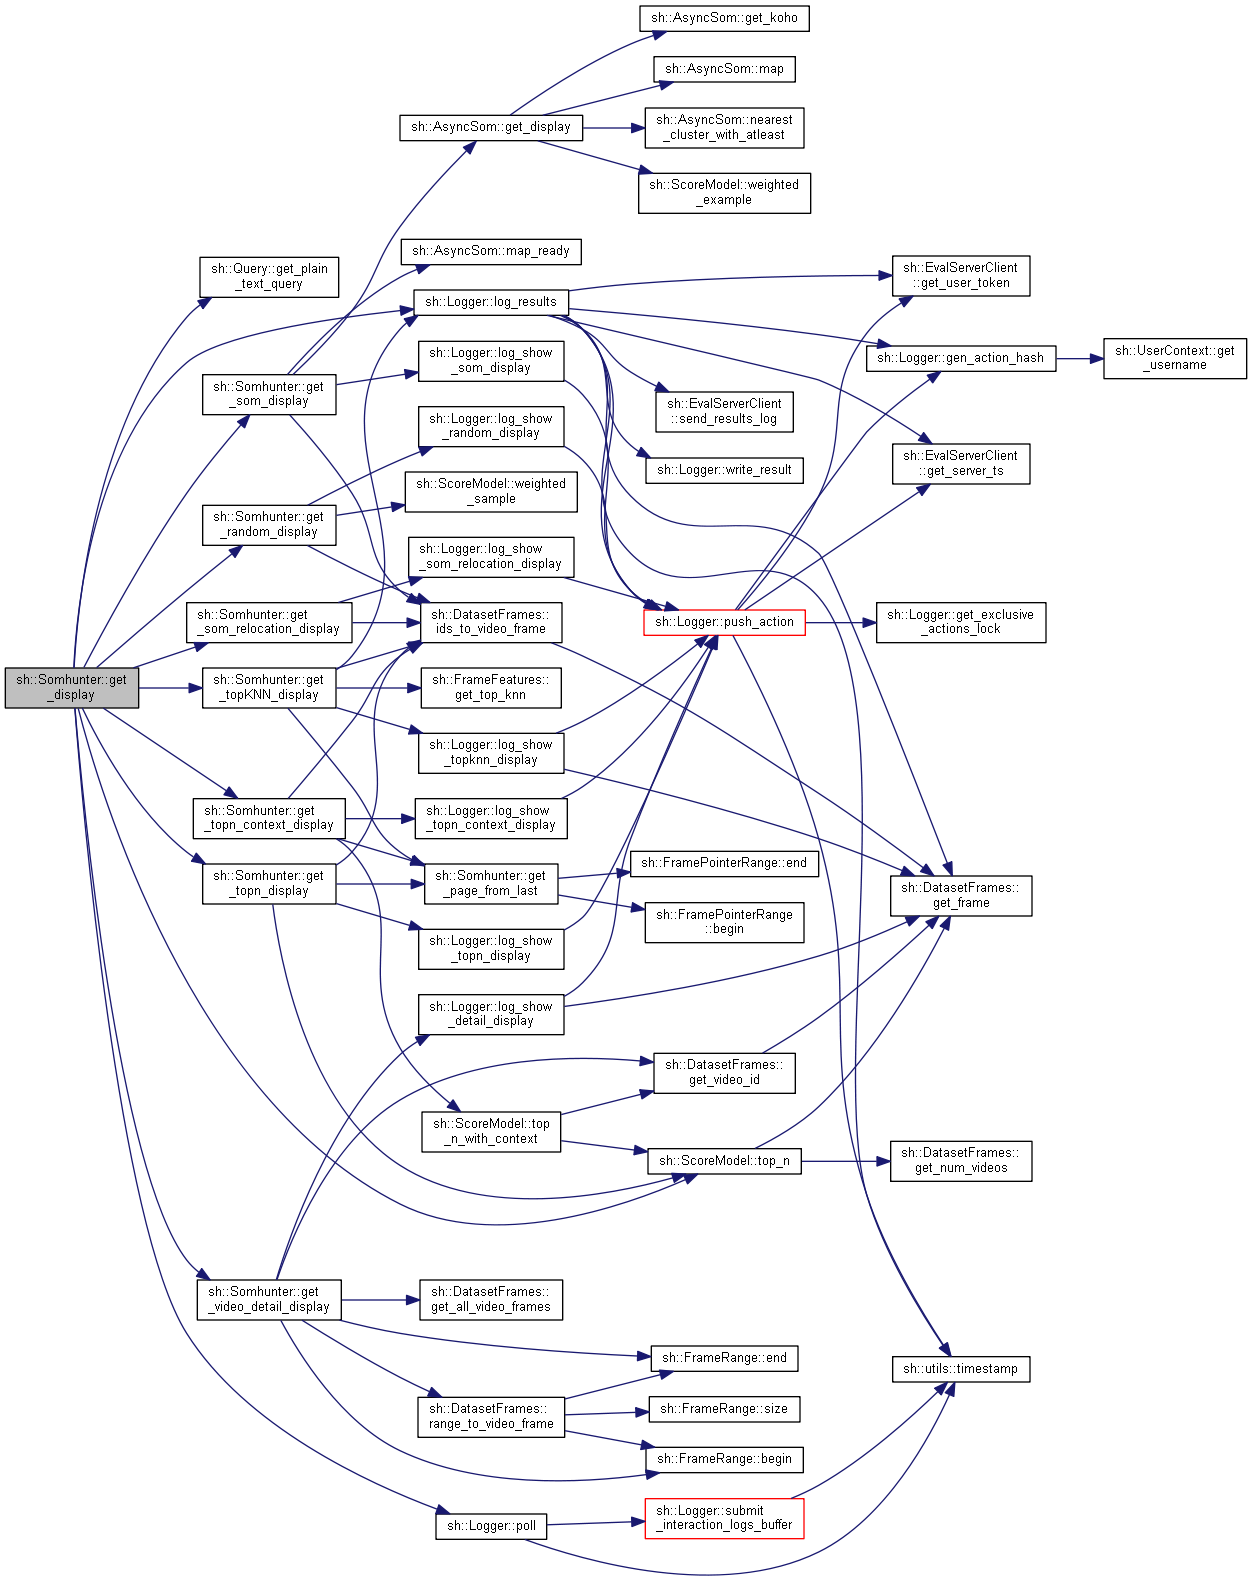 sh::AsyncSom::get_koho
sh::AsyncSom::map
sh::AsyncSom::get_display
sh::AsyncSom::nearest
_cluster_with_atleast
sh::ScoreModel::weighted
_example
sh::AsyncSom::map_ready
sh::Query::get_plain
_text_query
sh::EvalServerClient
::get_user_token
sh::Logger::log_results
sh::Logger::gen_action_hash
sh::UserContext::get
_username
sh::Logger::log_show
_som_display
sh::Somhunter::get
_som_display
sh::EvalServerClient
::send_results_log
sh::Logger::log_show
_random_display
sh::EvalServerClient
::get_server_ts
sh::Logger::write_result
sh::ScoreModel::weighted
_sample
sh::Somhunter::get
_random_display
sh::Logger::log_show
_som_relocation_display
sh::Somhunter::get
_som_relocation_display
sh::DatasetFrames::
ids_to_video_frame
sh::Logger::push_action
sh::Logger::get_exclusive
_actions_lock
sh::Somhunter::get
_display
sh::Somhunter::get
_topKNN_display
sh::FrameFeatures::
get_top_knn
sh::Logger::log_show
_topknn_display
sh::Somhunter::get
_topn_context_display
sh::Logger::log_show
_topn_context_display
sh::FramePointerRange::end
sh::Somhunter::get
_topn_display
sh::Somhunter::get
_page_from_last
sh::DatasetFrames::
get_frame
sh::FramePointerRange
::begin
sh::Logger::log_show
_topn_display
sh::Logger::log_show
_detail_display
sh::DatasetFrames::
get_video_id
sh::ScoreModel::top
_n_with_context
sh::ScoreModel::top_n
sh::DatasetFrames::
get_num_videos
sh::Somhunter::get
_video_detail_display
sh::DatasetFrames::
get_all_video_frames
sh::FrameRange::end
sh::utils::timestamp
sh::DatasetFrames::
range_to_video_frame
sh::FrameRange::size
sh::FrameRange::begin
sh::Logger::poll
sh::Logger::submit
_interaction_logs_buffer